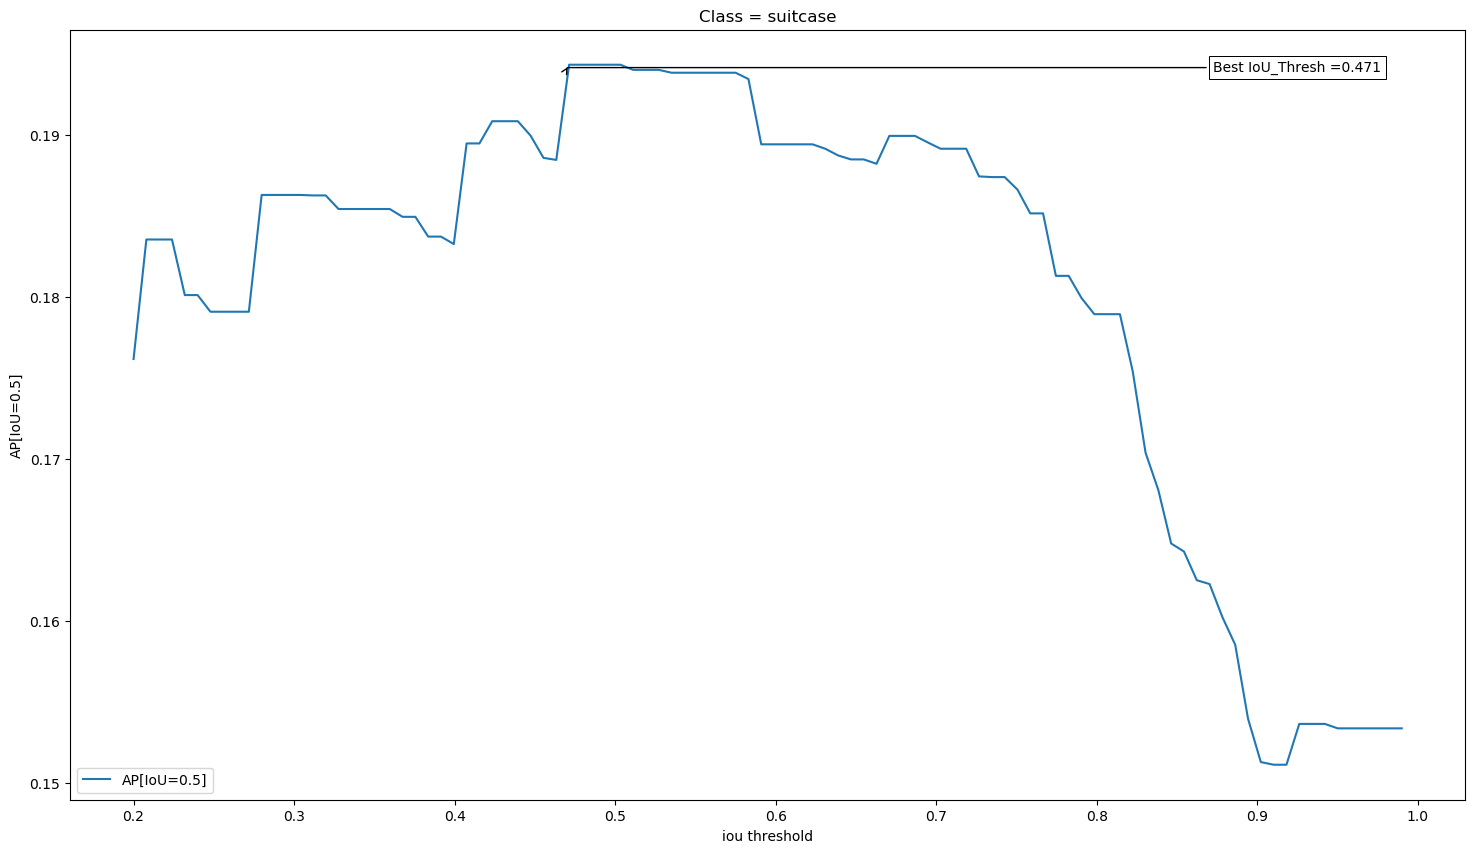 Class = suitcase
Best IoU_Thresh =0.471
0.19
0.18
0.17
0.16
0.15
AP[IoU=0.5]
AP[IoU=0.5]
0.2 0.3 0.4 0.5 0.6 0.7 0.8 0.9 1.0
iou threshold